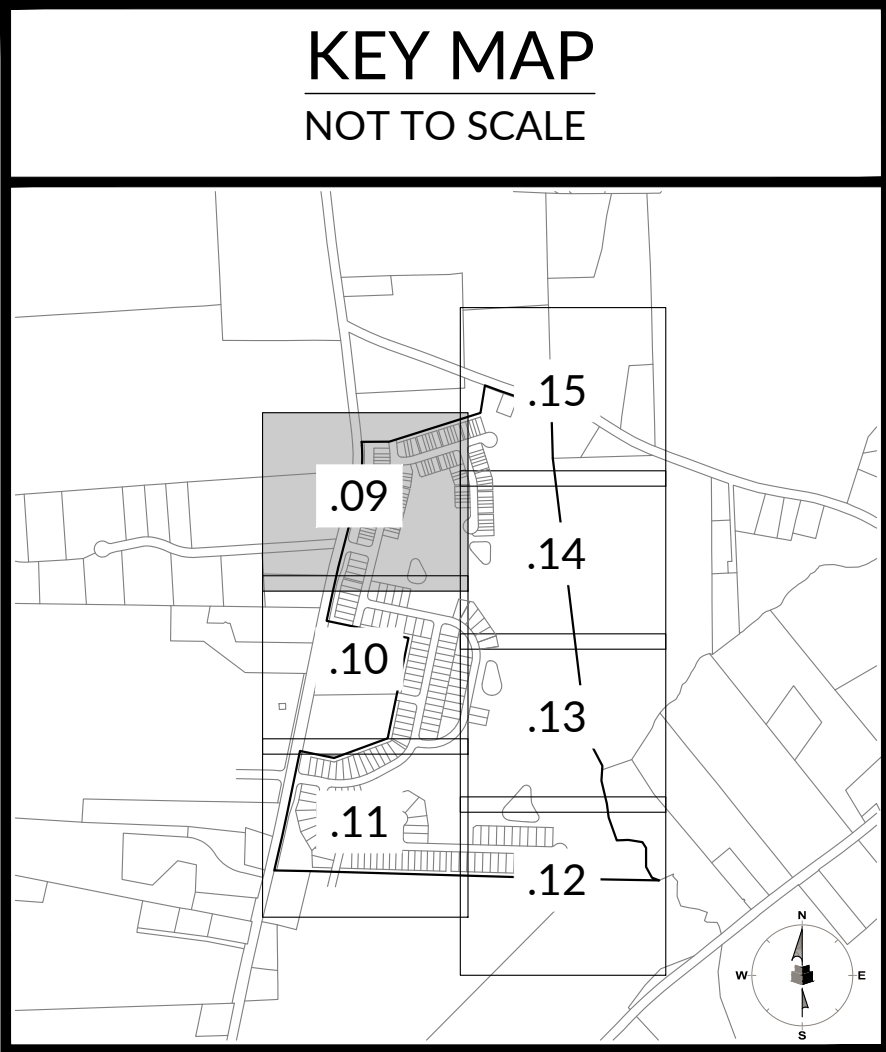 KEY MAP
NOT TO SCALE
.15
.09
.14
.10
.13
.11
.12
N
W E
S